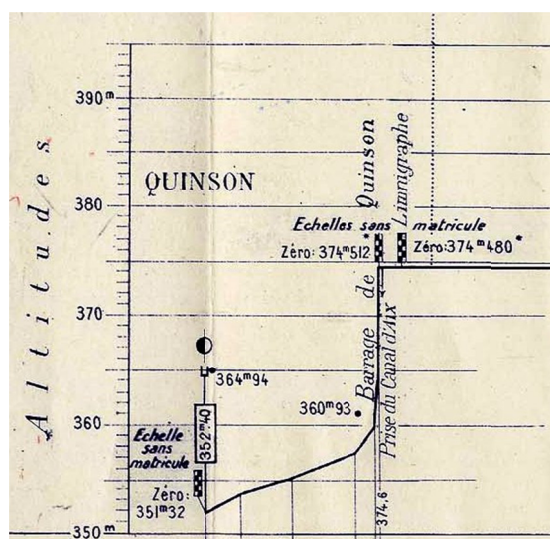 Altitudes
390m
380
370
360
350m
QUINSON
Barrage de Quinson
Prise du Canal d'Aix
Limnigraphe
Echelles sans matricule
Zéro: 374m512*
Zéro: 374m480*
364m94
360m93
352m40
Echelle
sans
matricule
Zéro:
351m32
374.6